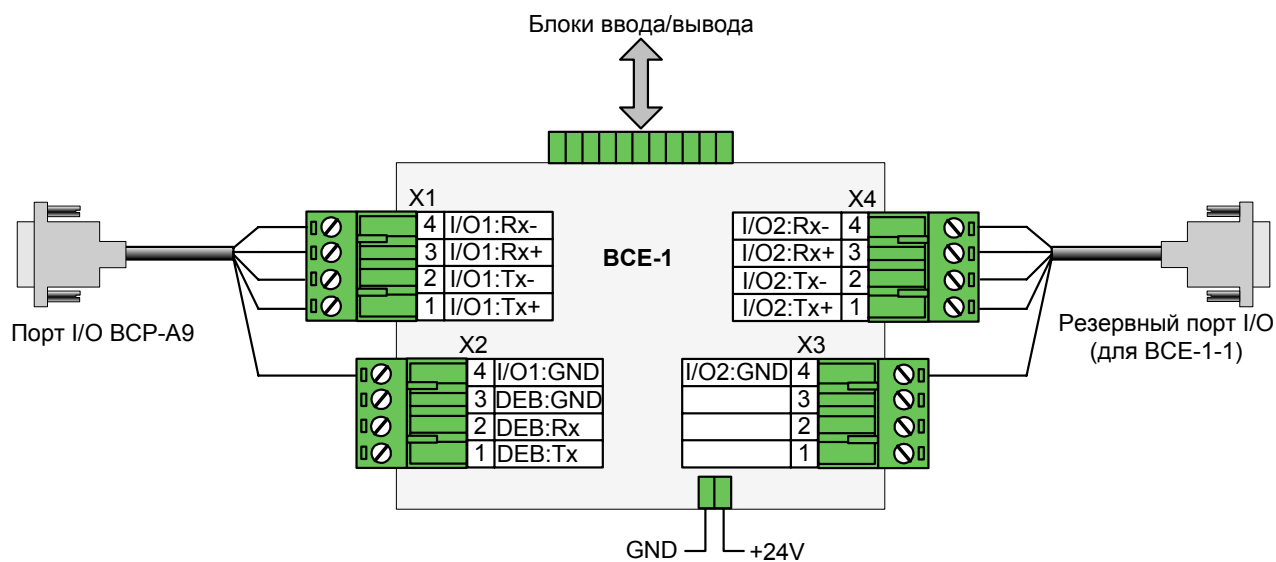 Блоки ввода/вывода
X1
4 I/O1:Rx-
3 I/O1:Rx+
2 I/O1:Tx-
1 I/O1:Tx+
BCE-1
X4
I/O2:Rx- 4
I/O2:Rx+ 3
I/O2:Tx- 2
I/O2:Tx+ 1
Порт I/O BCP-A9
Резервный порт I/O
(для BCE-1-1)
X2
4 I/O1:GND
3 DEB:GND
2 DEB:Rx
1 DEB:Tx
X3
I/O2:GND 4
3
2
1
GND
+24V